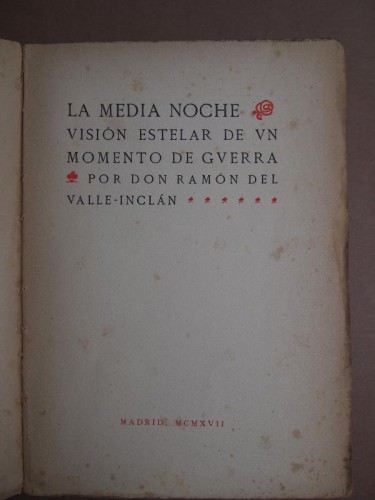 LA MEDIA NOCHE
VISIÓN ESTELAR DE VN
MOMENTO DE GVERRA
POR DON RAMÓN DEL
VALLE-INCLÁN
MADRID. MCMXVII